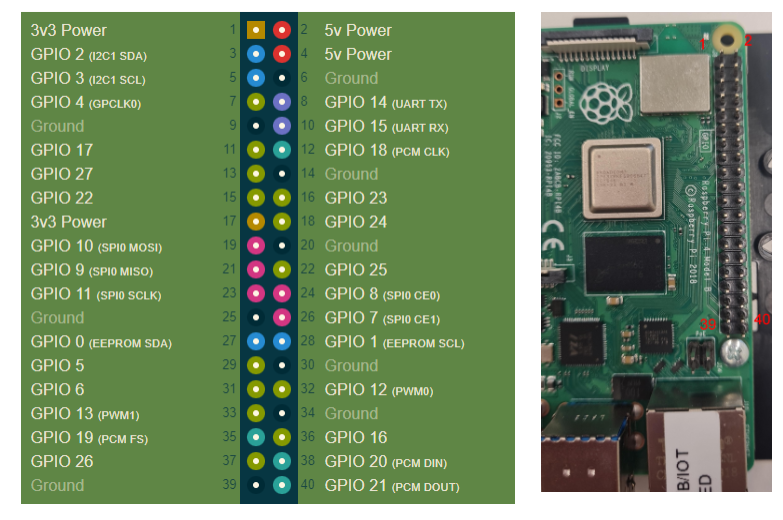 3v3 Power 1 2 5v Power
GPIO 2 (I2C1 SDA) 3 4 5v Power
GPIO 3 (I2C1 SCL) 5 6 Ground
GPIO 4 (GPCLK0) 7 8 GPIO 14 (UART TX)
Ground 9 10 GPIO 15 (UART RX)
GPIO 17 11 12 GPIO 18 (PCM CLK)
GPIO 27 13 14 Ground
GPIO 22 15 16 GPIO 23
3v3 Power 17 18 GPIO 24
GPIO 10 (SPI0 MOSI) 19 20 Ground
GPIO 9 (SPI0 MISO) 21 22 GPIO 25
GPIO 11 (SPI0 SCLK) 23 24 GPIO 8 (SPI0 CE0)
Ground 25 26 GPIO 7 (SPI0 CE1)
GPIO 0 (EEPROM SDA) 27 28 GPIO 1 (EEPROM SCL)
GPIO 5 29 30 Ground
GPIO 6 31 32 GPIO 12 (PWM0)
GPIO 13 (PWM1) 33 34 Ground
GPIO 19 (PCM FS) 35 36 GPIO 16
GPIO 26 37 38 GPIO 20 (PCM DIN)
Ground 39 40 GPIO 21 (PCM DOUT)
1 2
DISPLAY
GPIO
Raspberry Pi 4 Model B
©Raspberry Pi 2018
CE
39 40
B/IOT
ED